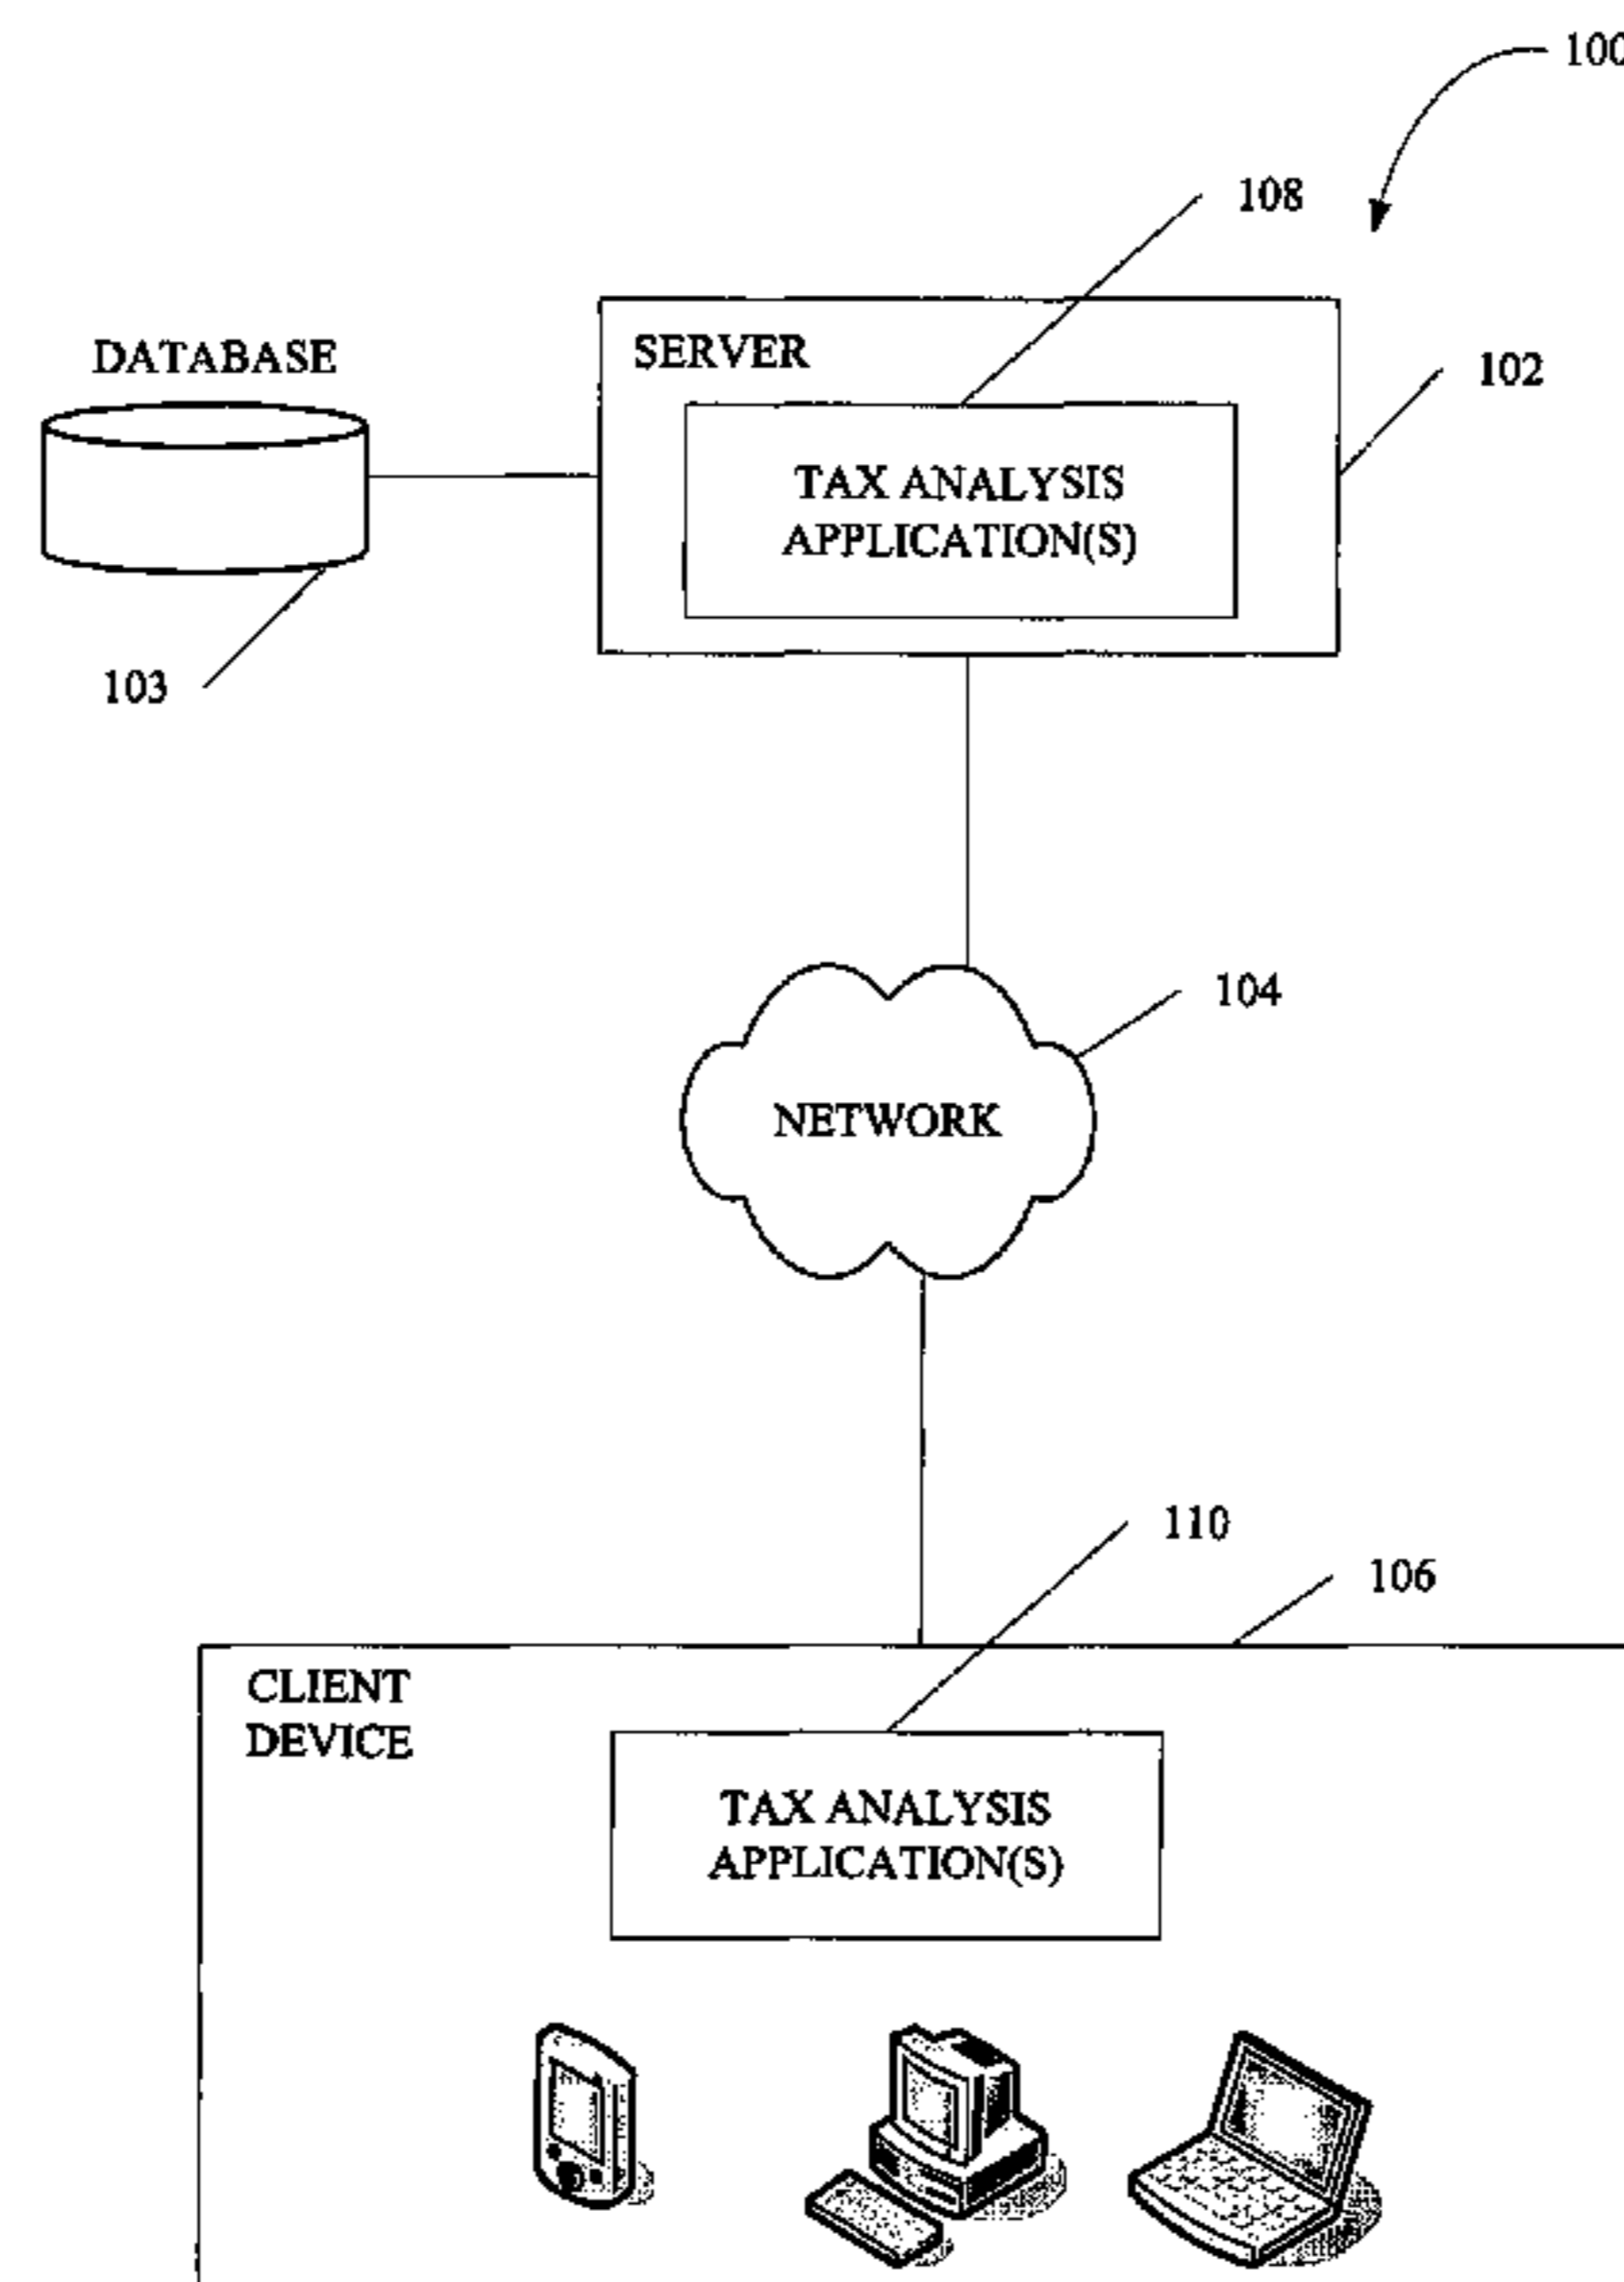 100
108
DATABASE
SERVER
102
TAX ANALYSIS
APPLICATION(S)
103
104
NETWORK
110
106
CLIENT
DEVICE
TAX ANALYSIS
APPLICATION(S)